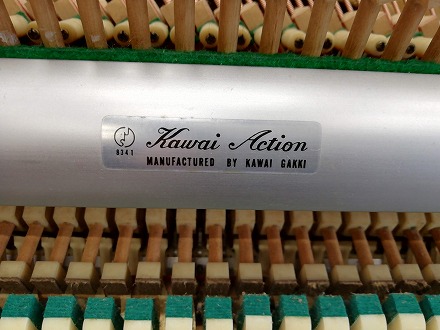 Kawai Action
8341
MANUFACTURED BY KAWAI GAKKI